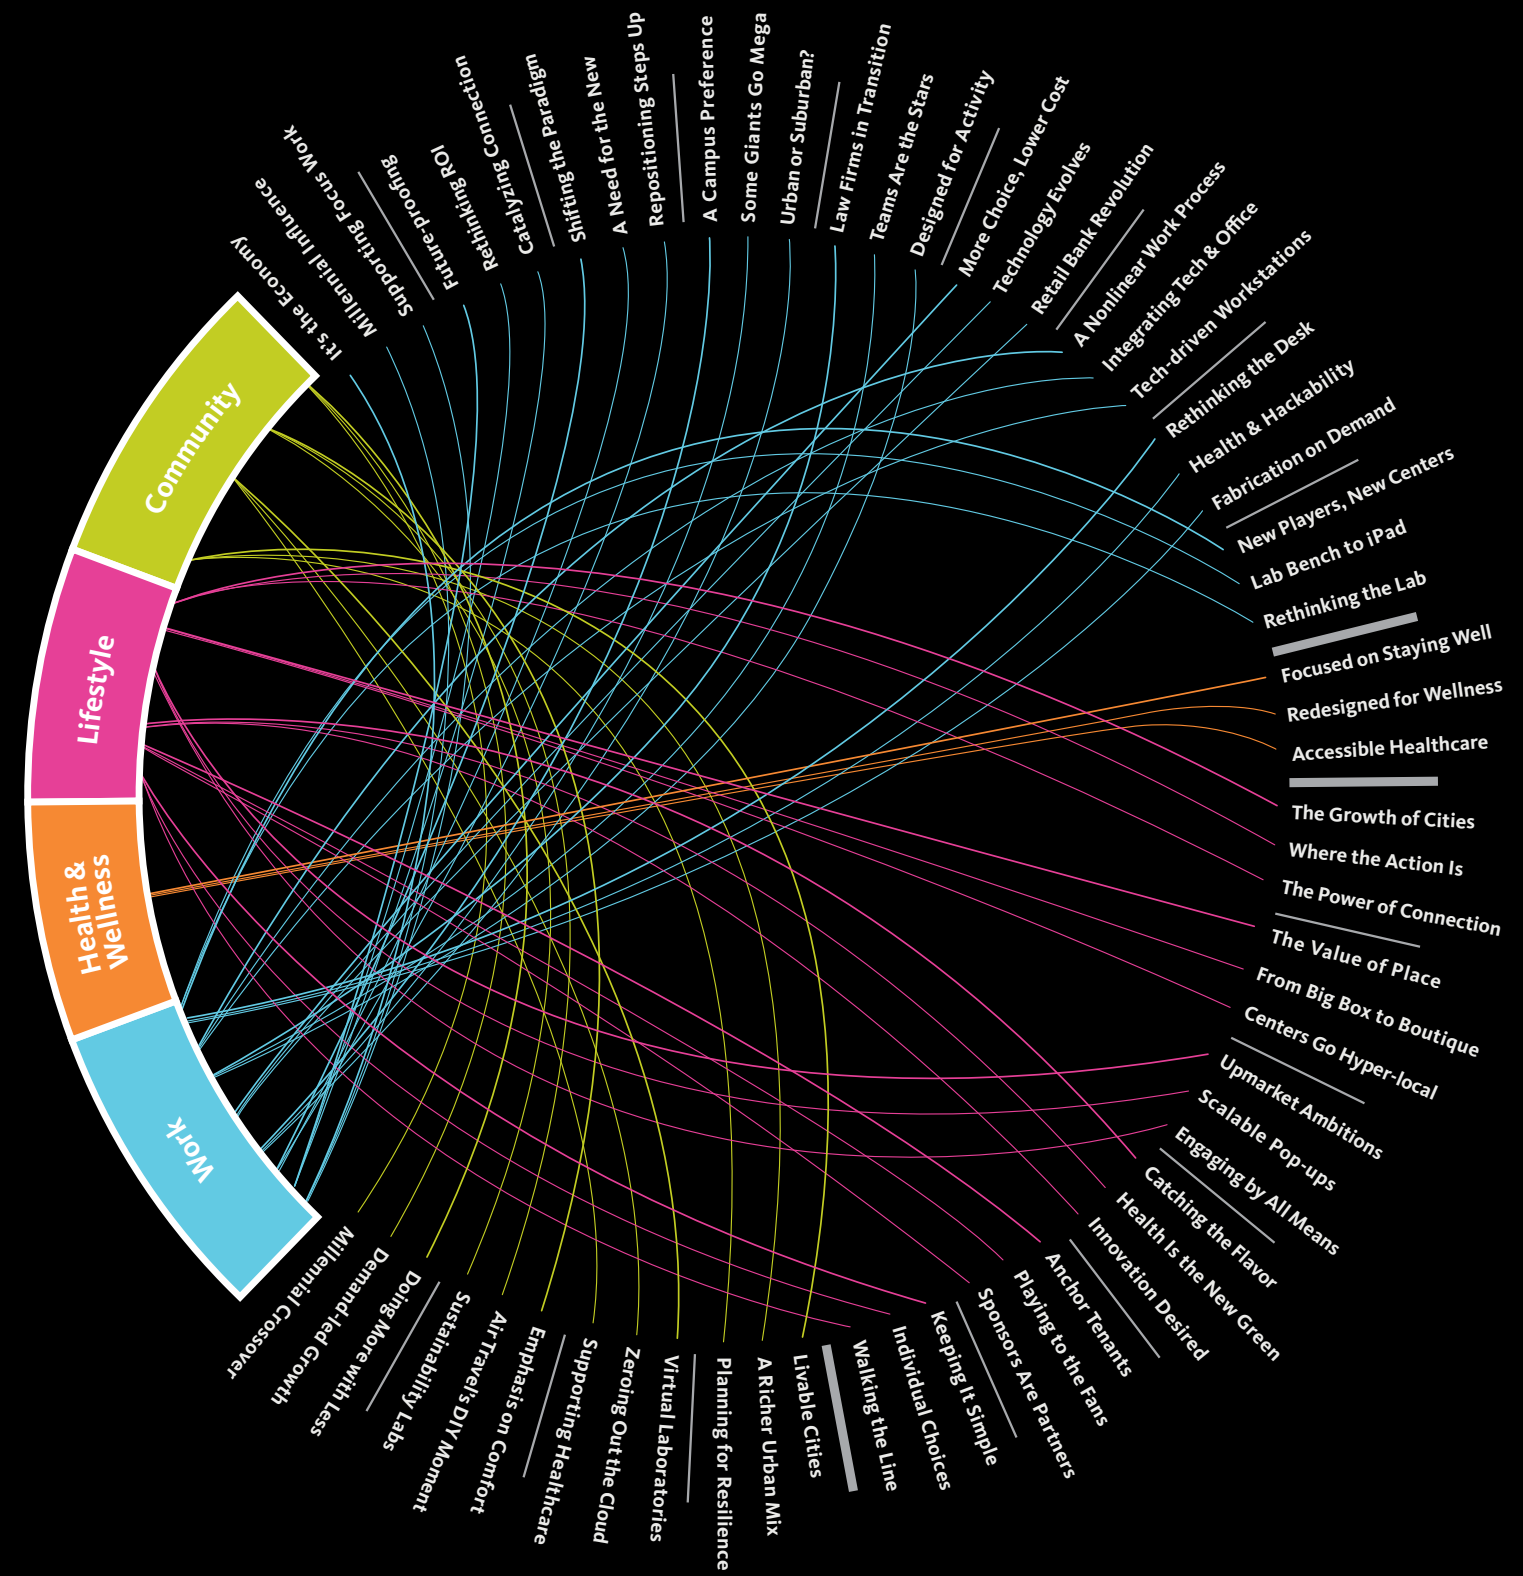 Community
Lifestyle
Health &
Wellness
Work
It's the Economy
Millennial Influence
Supporting Focus Work
Future-proofing
Rethinking ROI
Catalyzing Connection
Shifting the Paradigm
A Need for the New
Repositioning Steps Up
A Campus Preference
Some Giants Go Mega
Urban or Suburban?
Law Firms in Transition
Teams Are the Stars
Designed for Activity
More Choice, Lower Cost
Technology Evolves
Retail Bank Revolution
A Nonlinear Work Process
Integrating Tech & Office
Tech-driven Workstations
Rethinking the Desk
Health & Hackability
Fabrication on Demand
New Players, New Centers
Lab Bench to iPad
Rethinking the Lab
Focused on Staying Well
Redesigned for Wellness
Accessible Healthcare
The Growth of Cities
Where the Action Is
The Power of Connection
The Value of Place
From Big Box to Boutique
Centers Go Hyper-local
Upmarket Ambitions
Scalable Pop-ups
Engaging by All Means
Catching the Flavor
Health Is the New Green
Innovation Desired
Anchor Tenants
Playing to the Fans
Sponsors Are Partners
Keeping It Simple
Individual Choices
Walking the Line
Livable Cities
A Richer Urban Mix
Planning for Resilience
Virtual Laboratories
Zeroing Out the Cloud
Supporting Healthcare
Emphasis on Comfort
Air Travel's DIY Moment
Sustainability Labs
Doing More with Less
Demand-led Growth
Millennial Crossover